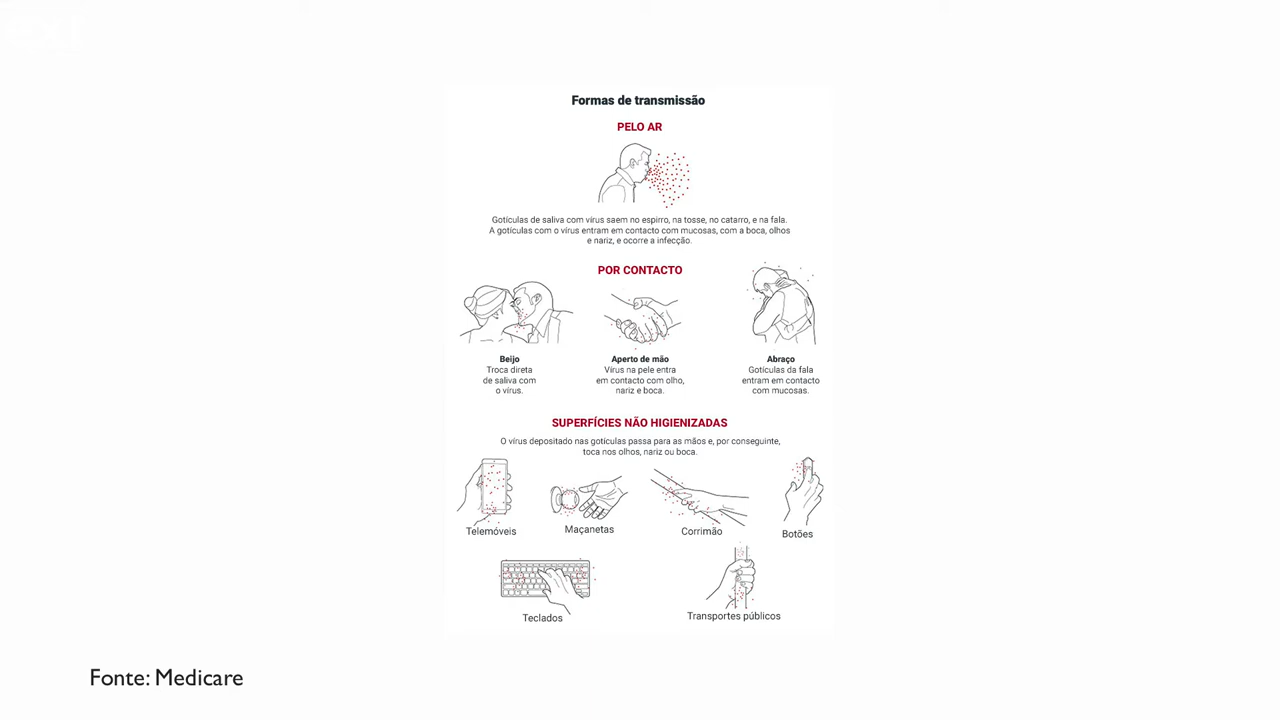 Formas de transmissão
PELO AR
Gotículas de saliva com vírus saem no espirro, na tosse, no catarro, e na fala.
A gotículas com o vírus entram em contacto com mucosas, com a boca, olhos
e nariz, e ocorre a infecção.
POR CONTACTO
Beijo
Troca direta
de saliva com
o vírus.
Aperto de mão
Vírus na pele entra
em contacto com olho,
nariz e boca.
Abraço
Gotículas da fala
entram em contacto
com mucosas.
SUPERFÍCIES NÃO HIGIENIZADAS
O vírus depositado nas gotículas passa para as mãos e, por conseguinte,
toca nos olhos, nariz ou boca.
Telemóveis
Maçanetas
Corrimão
Botões
Teclados
Transportes públicos
Fonte: Medicare